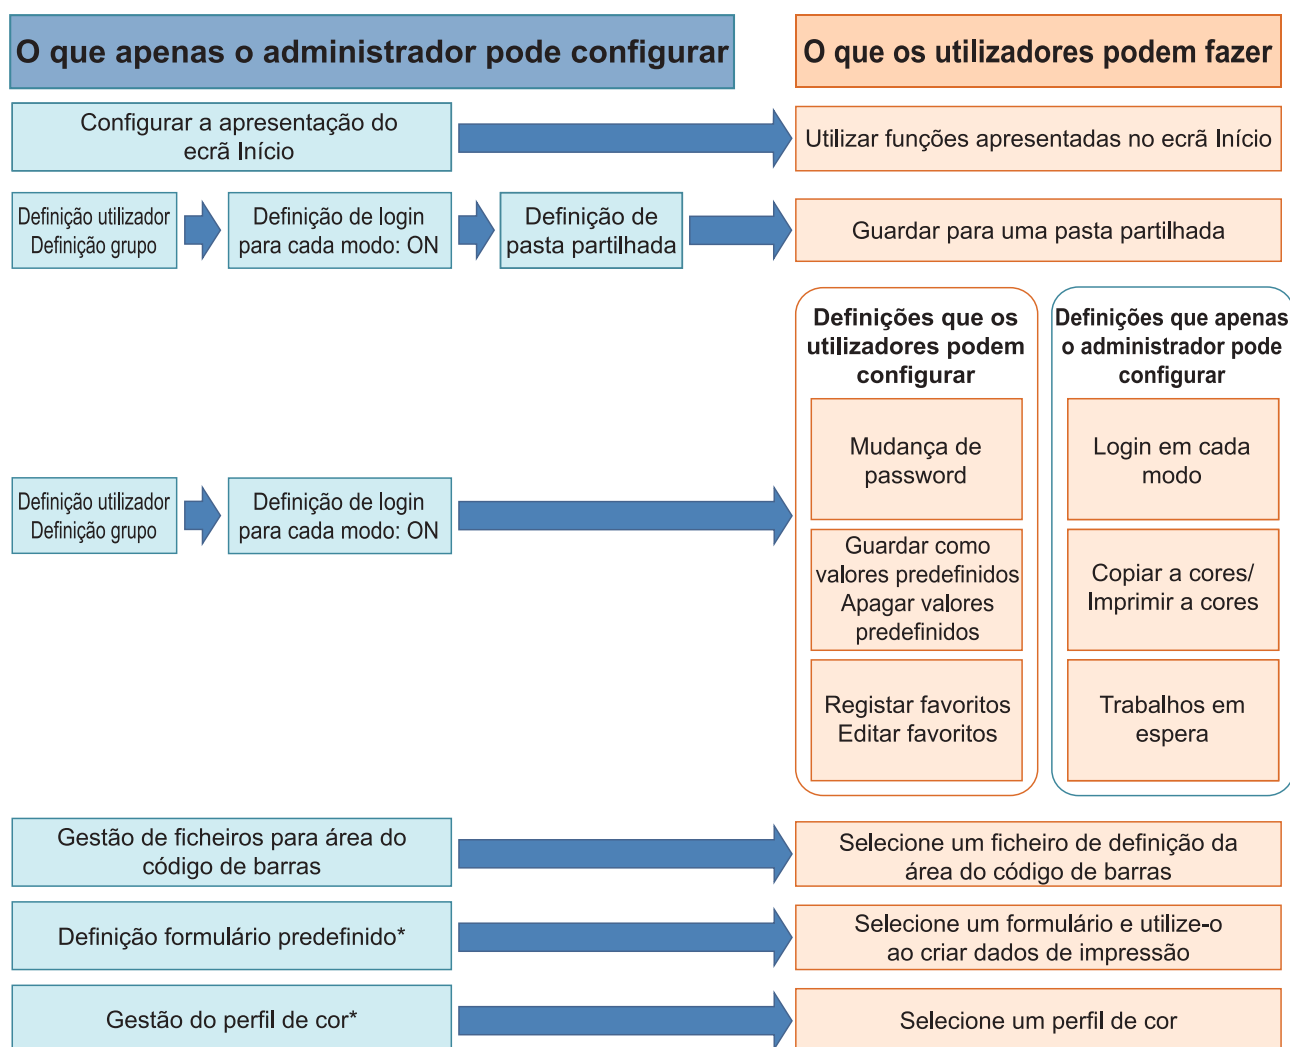 O que apenas o administrador pode configurar
O que os utilizadores podem fazer
Configurar a apresentação do
ecrã Início
Utilizar funções apresentadas no ecrã Início
Definição utilizador
Definição grupo
Definição de login
para cada modo: ON
Definição de
pasta partilhada
Guardar para uma pasta partilhada
Definições que os
utilizadores podem
configurar
Definições que apenas
o administrador pode
configurar
Mudança de
password
Login em cada
modo
Definição utilizador
Definição grupo
Definição de login
para cada modo: ON
Guardar como
valores predefinidos
Apagar valores
predefinidos
Copiar a cores/
Imprimir a cores
Registar favoritos
Editar favoritos
Trabalhos em
espera
Gestão de ficheiros para área do
código de barras
Selecione um ficheiro de definição da
área do código de barras
Definição formulário predefinido*
Selecione um formulário e utilize-o
ao criar dados de impressão
Gestão do perfil de cor*
Selecione um perfil de cor